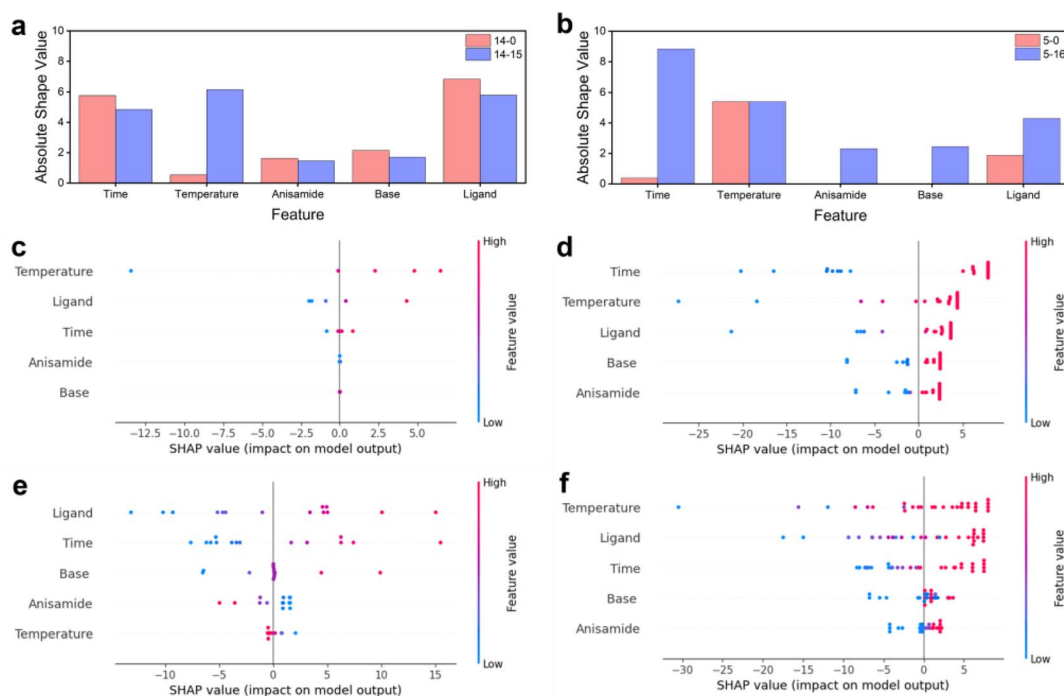 a
Absolute Shape Value
10
8
6
4
2
0
14-0
14-15
Time
Temperature
Anisamide
Base
Ligand
Feature
b
Absolute Shape Value
10
8
6
4
2
0
5-0
5-16
Time
Temperature
Anisamide
Base
Ligand
Feature
c
Temperature
Ligand
Time
Anisamide
Base
−12.5 −10.0 −7.5 −5.0 −2.5 0.0 2.5 5.0
SHAP value (impact on model output)
High
Feature value
Low
d
Time
Temperature
Ligand
Base
Anisamide
−25 −20 −15 −10 −5 0 5
SHAP value (impact on model output)
High
Feature value
Low
e
Ligand
Time
Base
Anisamide
Temperature
−10 −5 0 5 10 15
SHAP value (impact on model output)
High
Feature value
Low
f
Temperature
Ligand
Time
Base
Anisamide
−30 −25 −20 −15 −10 −5 0 5
SHAP value (impact on model output)
High
Feature value
Low